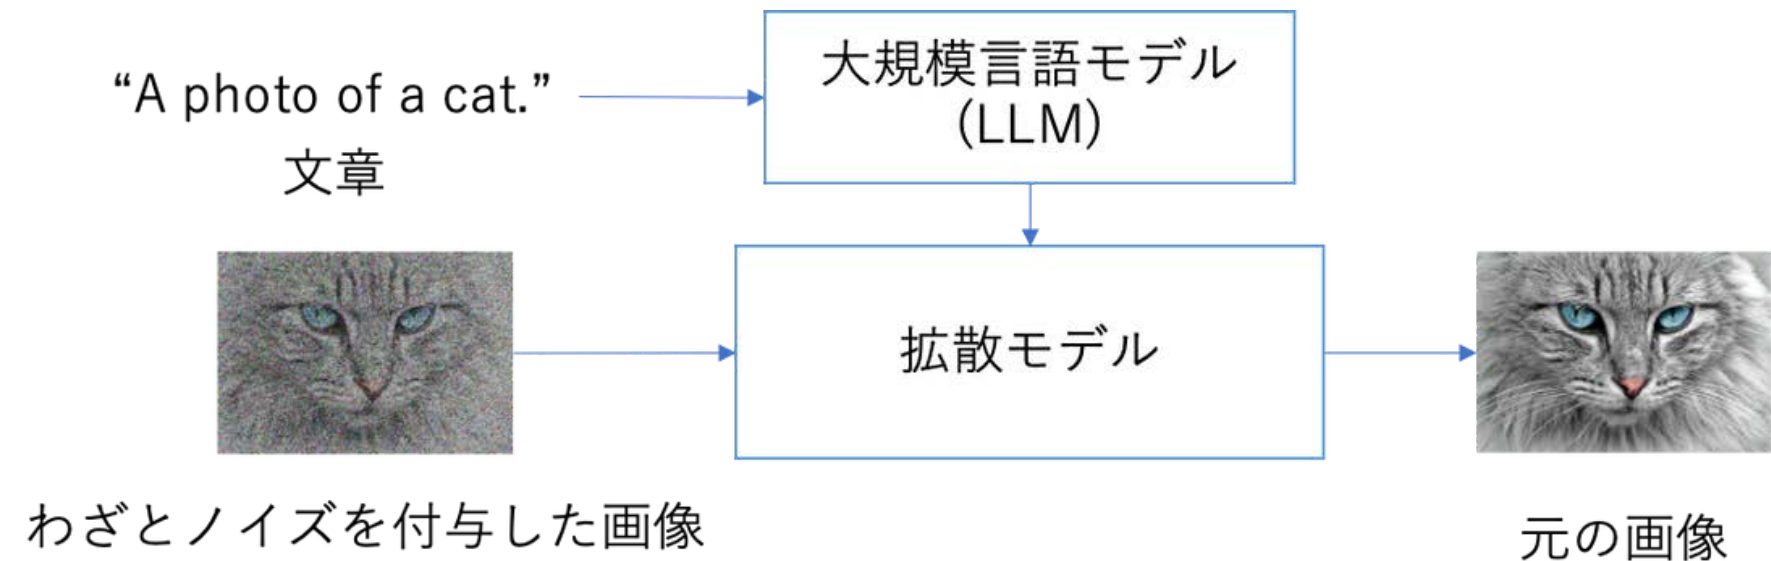 “A photo of a cat.”
文章
大規模言語モデル
(LLM)
拡散モデル
わざとノイズを付与した画像
元の画像